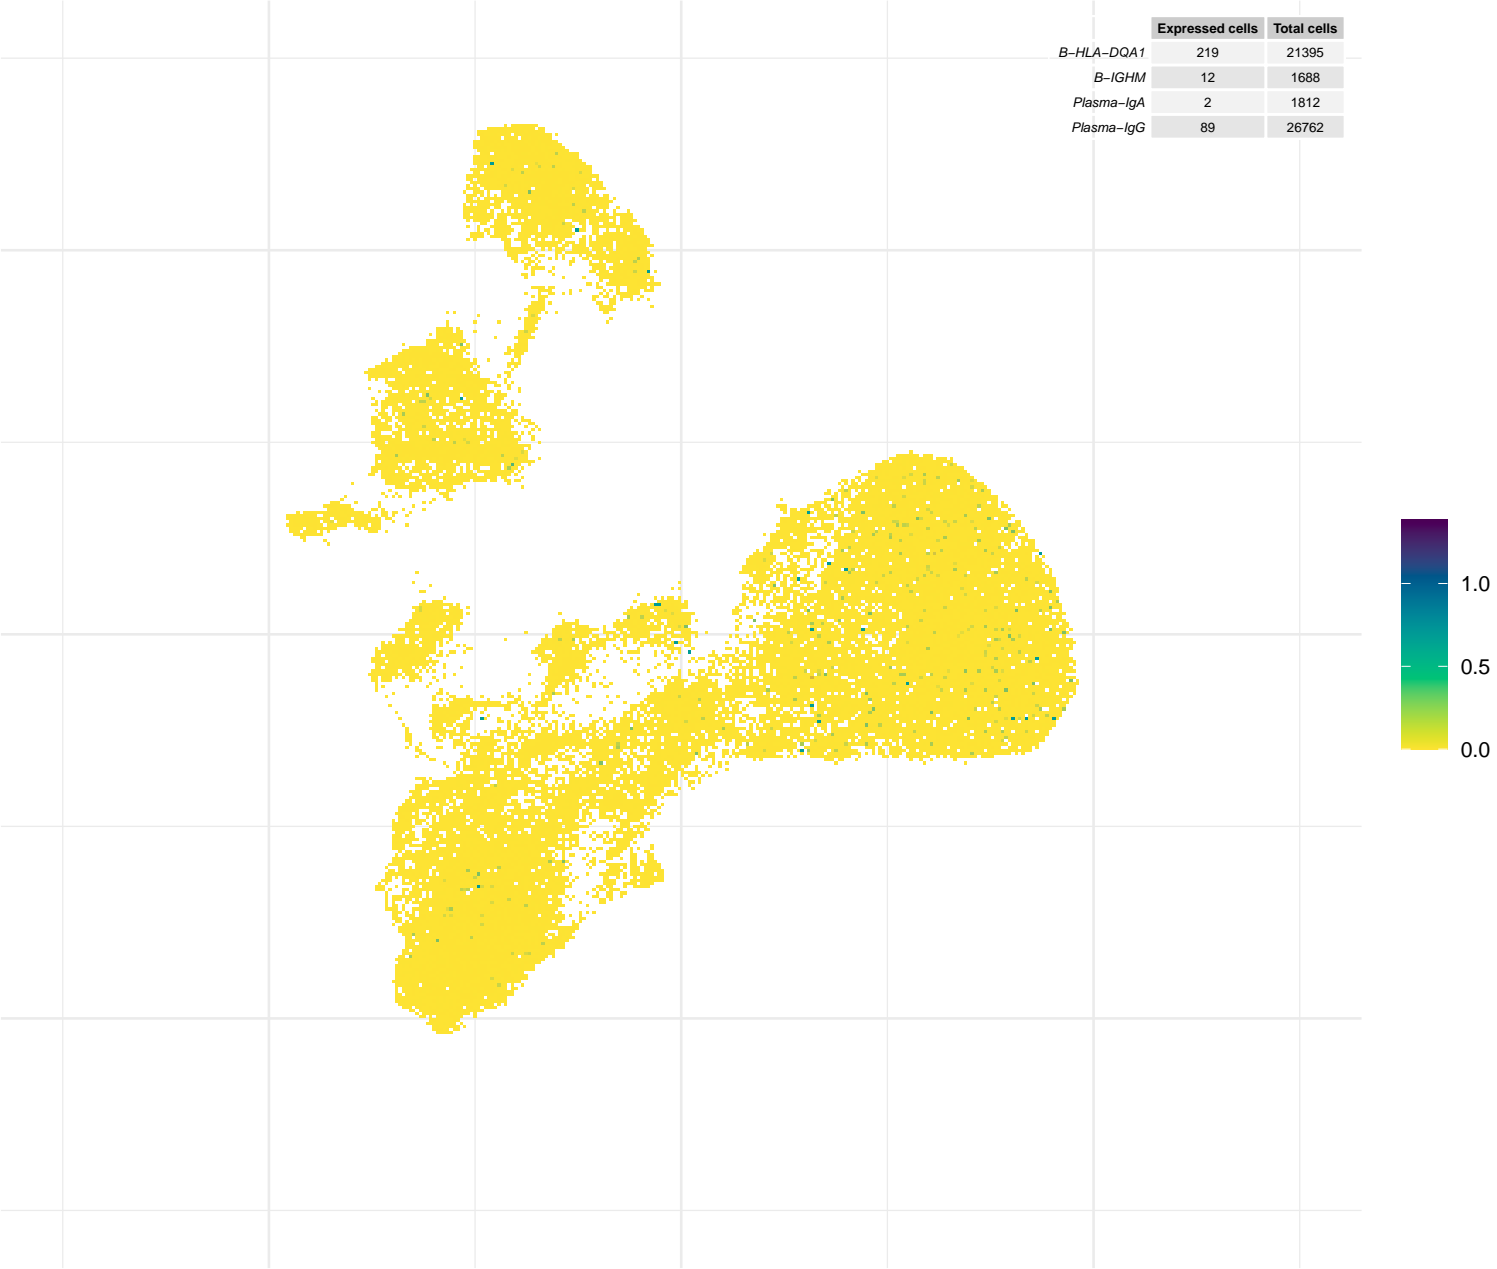 Expressed cells Total cells
B−HLA−DQA1 219 21395
B−IGHM 12 1688
Plasma−IgA 2 1812
Plasma−IgG 89 26762
1.0
0.5
0.0